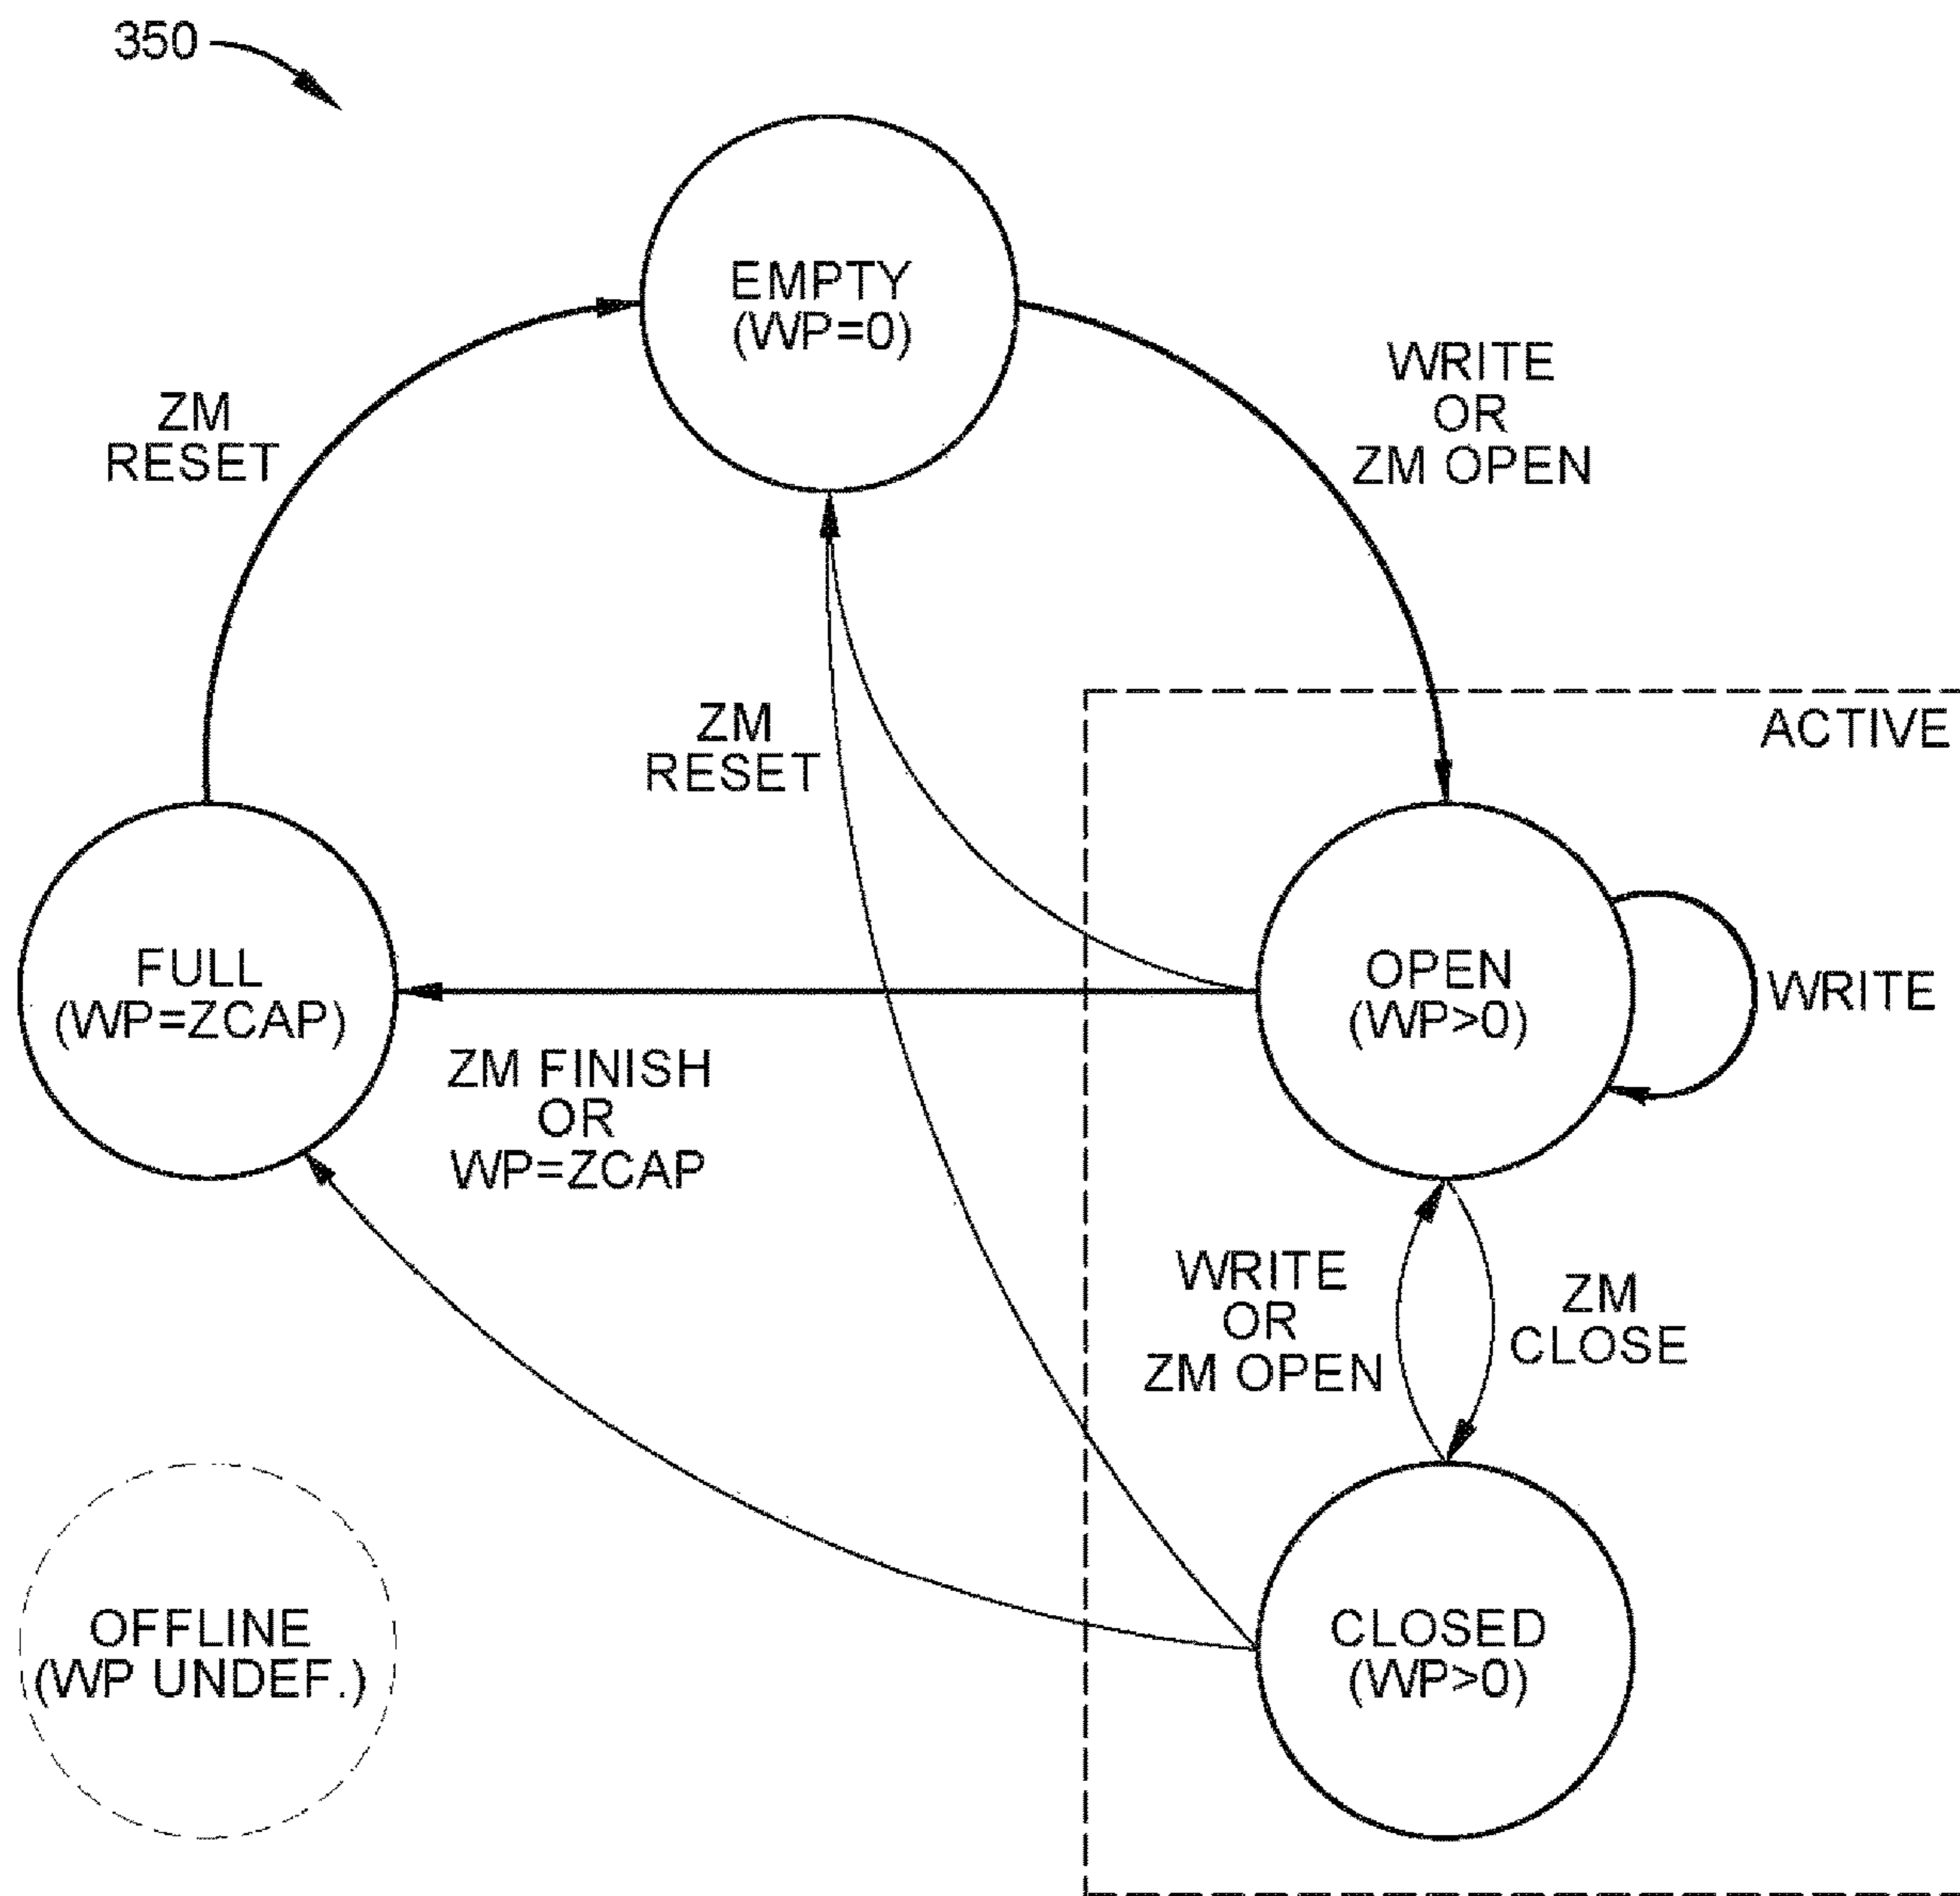 350
EMPTY
(WP=0)
WRITE
OR
ZM OPEN
ZM
RESET
ZM
RESET
ACTIVE
FULL
(WP=ZCAP)
OPEN
(WP>0)
WRITE
ZM FINISH
OR
WP=ZCAP
WRITE
OR
ZM OPEN
ZM
CLOSE
OFFLINE
(WP UNDEF.)
CLOSED
(WP>0)